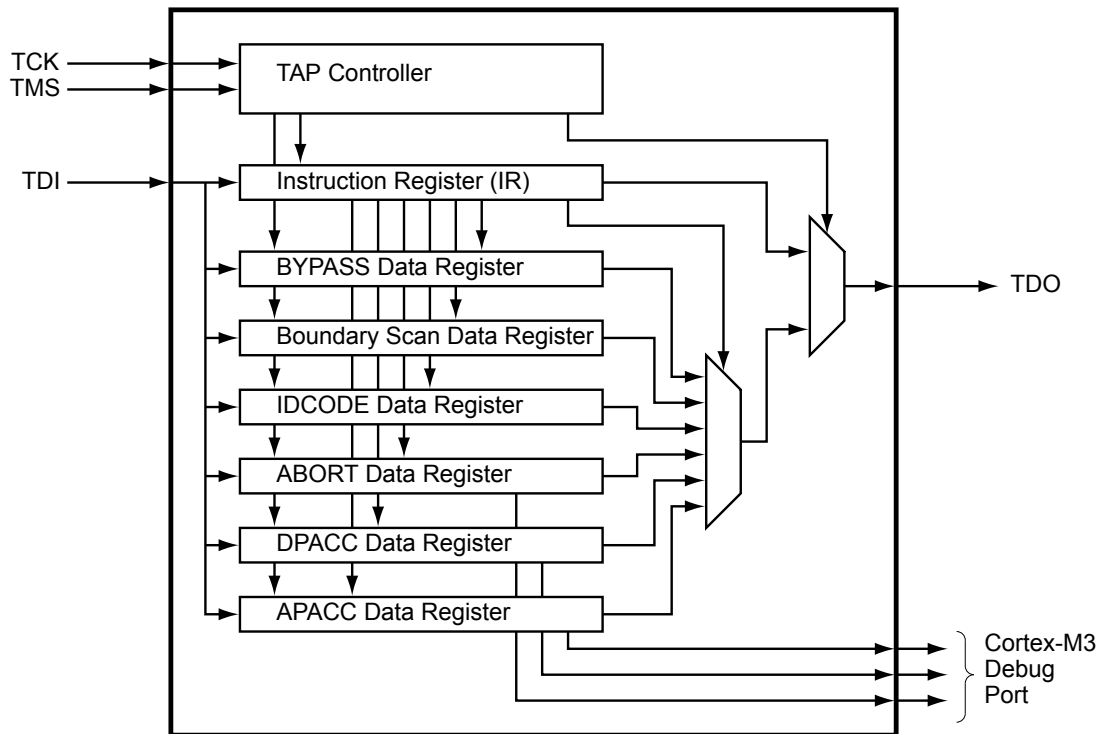 TCK
TMS
TAP Controller
TDI
Instruction Register (IR)
BYPASS Data Register
TDO
Boundary Scan Data Register
IDCODE Data Register
ABORT Data Register
DPACC Data Register
APACC Data Register
Cortex-M3
Debug
Port